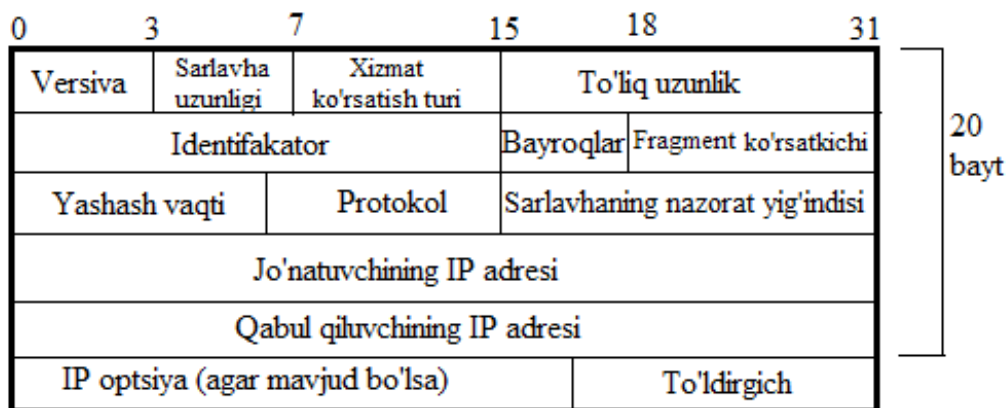 0 3 7 15 18 31
Versiva Sarlavha uzunligi Xizmat ko'rsatish turi To'liq uzunlik
Identifakator Bayroqlar Fragment ko'rsatkichi
20 bayt
Yashash vaqti Protokol Sarlavhaning nazorat yig'indisi
Jo'natuvchining IP adresi
Qabul qiluvchining IP adresi
IP optsiya (agar mavjud bo'lsa) To'ldirgich